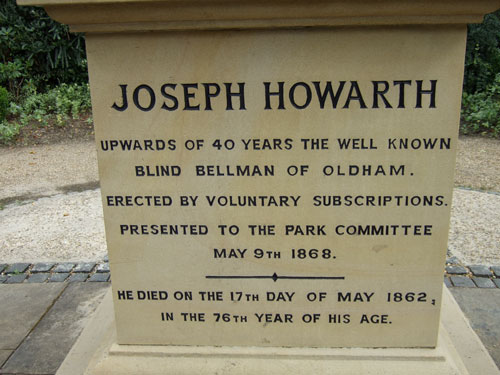 JOSEPH HOWARTH
UPWARDS OF 40 YEARS THE WELL KNOWN
BLIND BELLMAN OF OLDHAM.
ERECTED BY VOLUNTARY SUBSCRIPTIONS.
PRESENTED TO THE PARK COMMITTEE
MAY 9TH 1868.
HE DIED ON THE 17TH DAY OF MAY 1862;
IN THE 76TH YEAR OF HIS AGE.